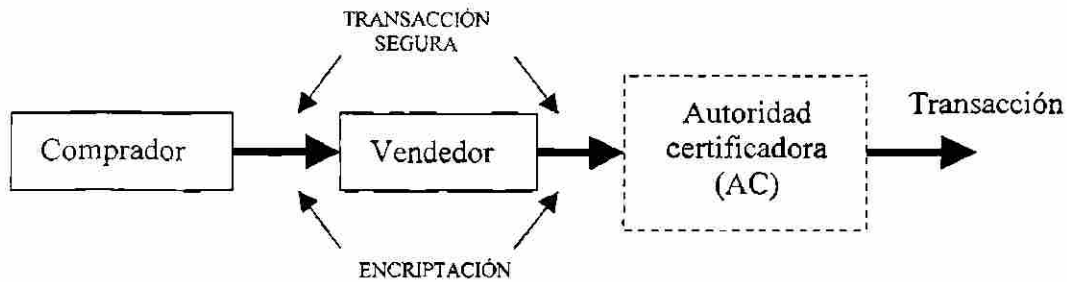 TRANSACCIÓN
SEGURA
Comprador
Vendedor
Autoridad
certificadora
(AC)
Transacción
ENCRIPTACIÓN